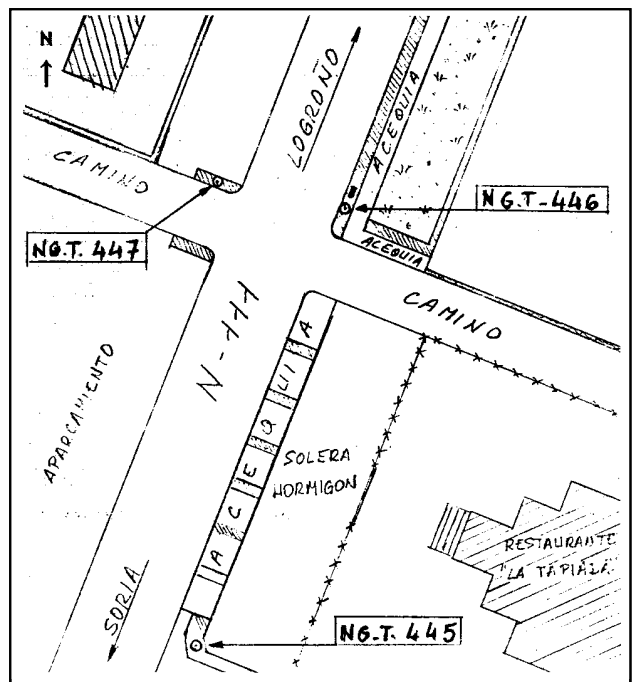 N
LOGROÑO
ACEQUIA
CAMINO
NG.T-446
NG.T. 447
ACEQUIA
CAMINO
N-111
APARCAMIENTO
ACEQUIA
SOLERA
HORMIGON
RESTAURANTE
LA TAPIAZA
SORIA
NG.T. 445